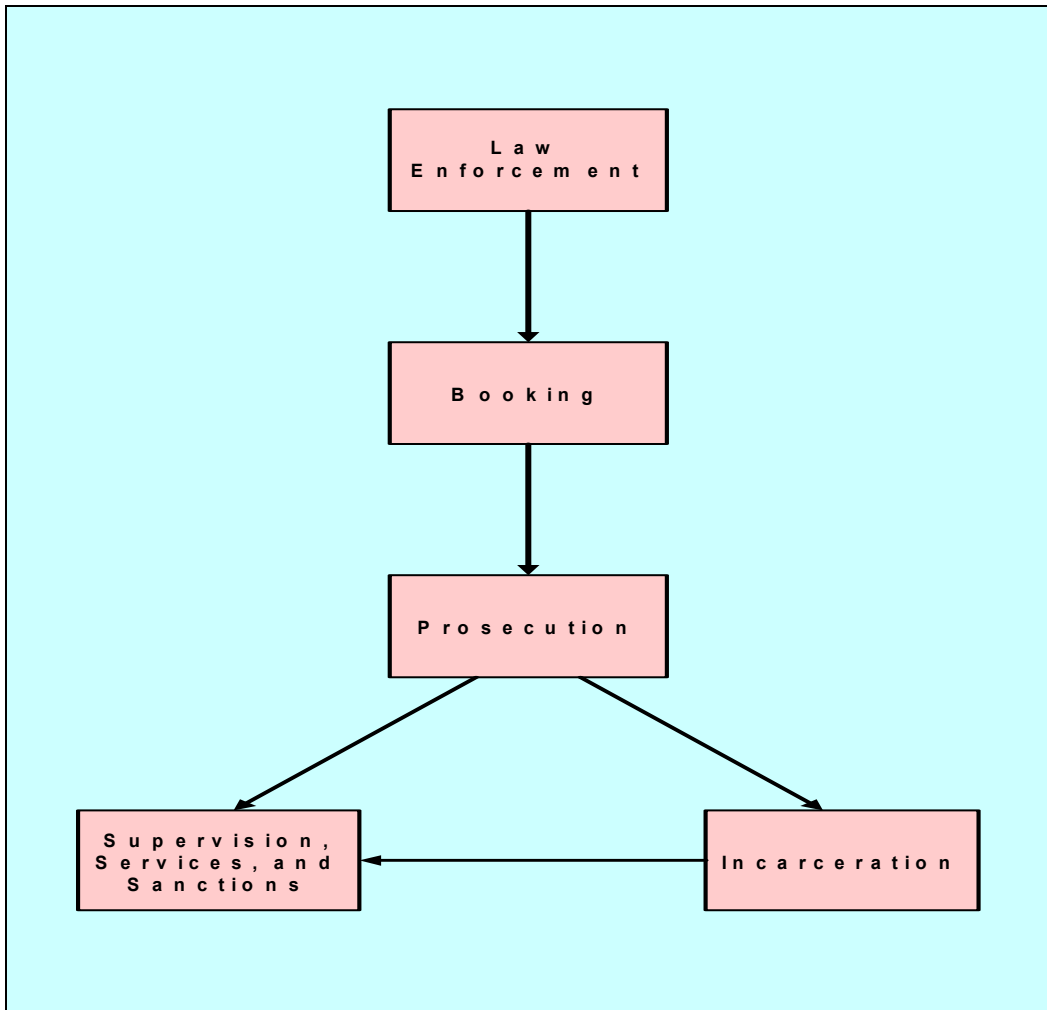 Law
Enforcement
Booking
Prosecution
Supervision,
Services, and
Sanctions
Incarceration